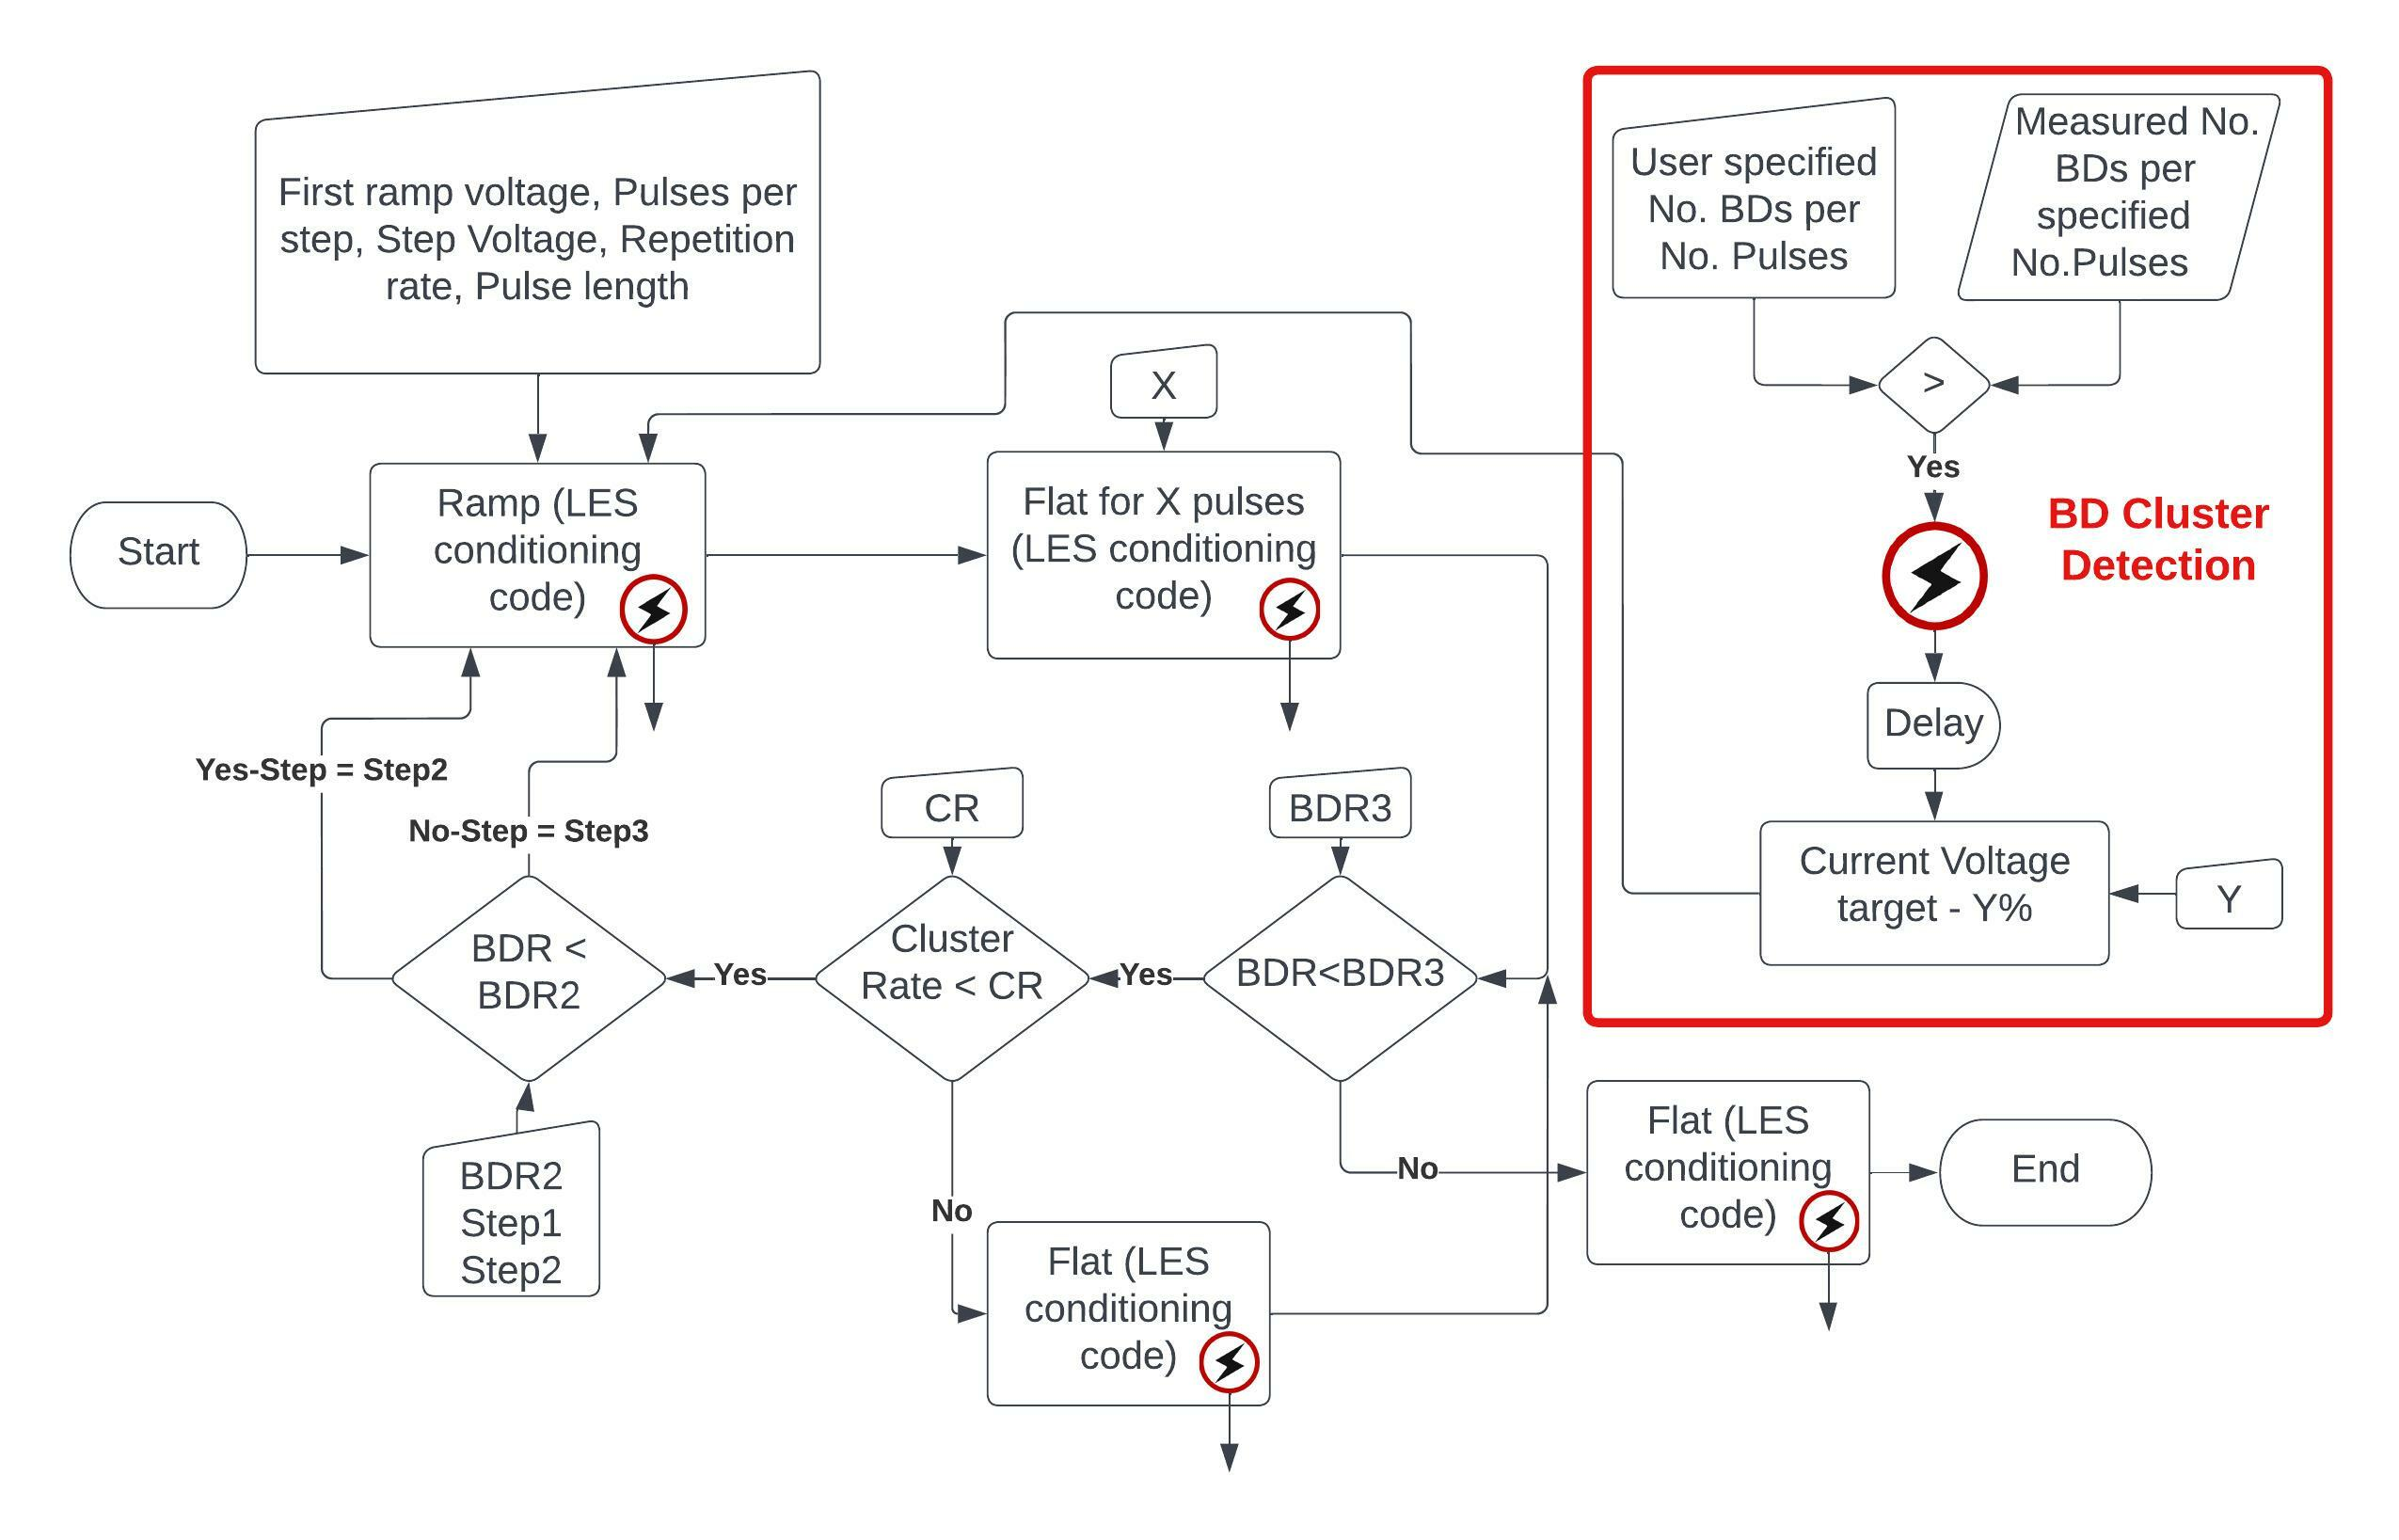 First ramp voltage, Pulses per
step, Step Voltage, Repetition
rate, Pulse length
User specified
No. BDs per
No. Pulses
Measured No.
BDs per
specified
No.Pulses
>
Yes
BD Cluster
Detection
Delay
Current Voltage
target - Y%
Y
X
Start
Ramp (LES
conditioning
code)
Flat for X pulses
(LES conditioning
code)
Yes-Step = Step2
No-Step = Step3
CR
BDR3
BDR <
BDR2
Yes
Cluster
Rate < CR
Yes
BDR<BDR3
BDR2
Step1
Step2
No
No
Flat (LES
conditioning
code)
Flat (LES
conditioning
code)
End